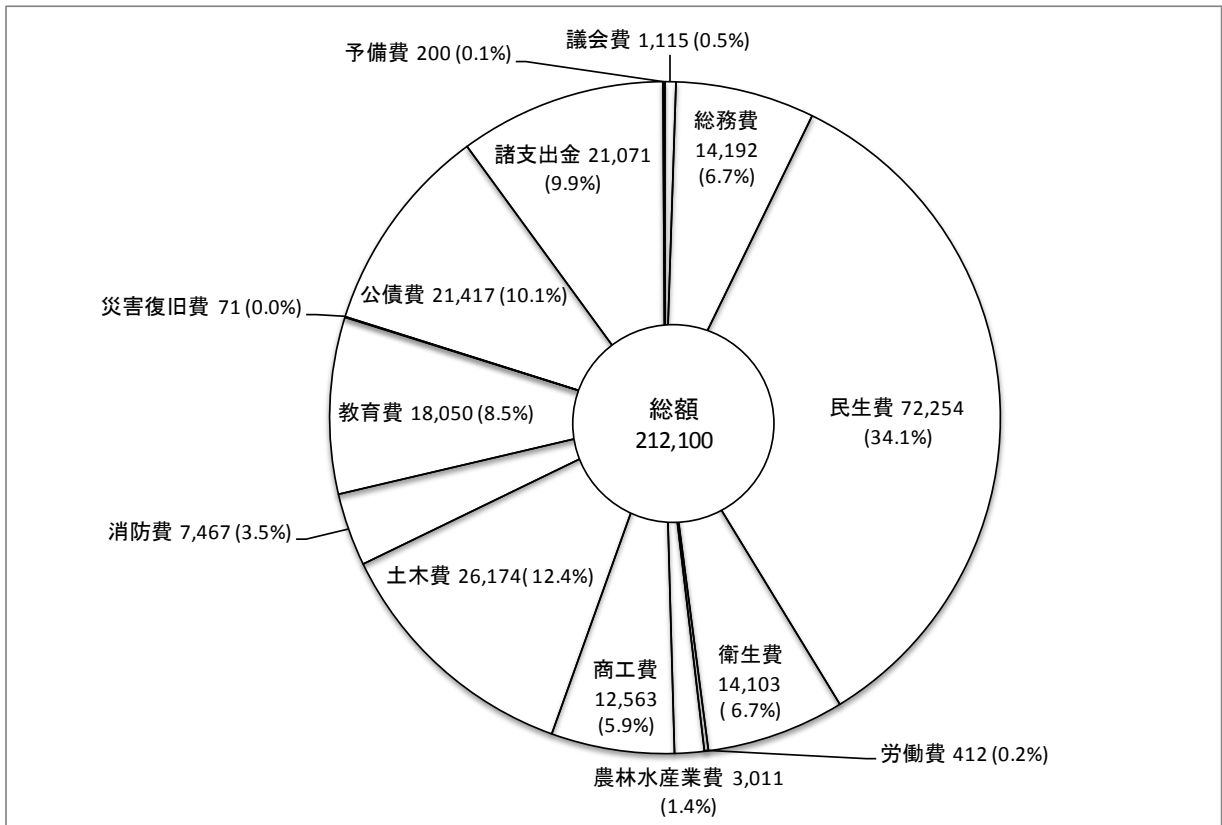 議会費 1,115 (0.5%)
予備費 200 (0.1%)
総務費
14,192
(6.7%)
諸支出金 21,071
(9.9%)
公債費 21,417 (10.1%)
災害復旧費 71 (0.0%)
民生費 72,254
(34.1%)
総額
212,100
教育費 18,050 (8.5%)
消防費 7,467 (3.5%)
土木費 26,174( 12.4%)
衛生費
14,103
( 6.7%)
商工費
12,563
(5.9%)
労働費 412 (0.2%)
農林水産業費 3,011
(1.4%)